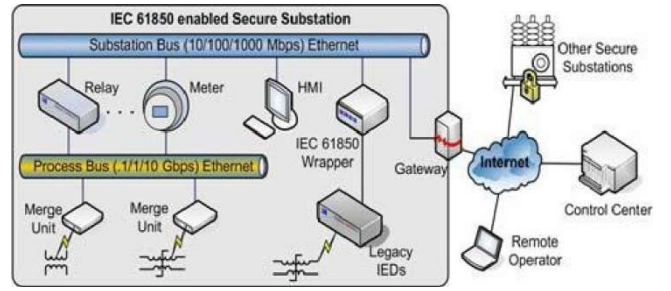 IEC 61850 enabled Secure Substation
Substation Bus (10/100/1000 Mbps) Ethernet
Relay
Meter
HMI
IEC 61850
Wrapper
Process Bus (.1/1/10 Gbps) Ethernet
Merge
Unit
Merge
Unit
Legacy
IEDs
Gateway
Internet
Other Secure
Substations
Control Center
Remote
Operator